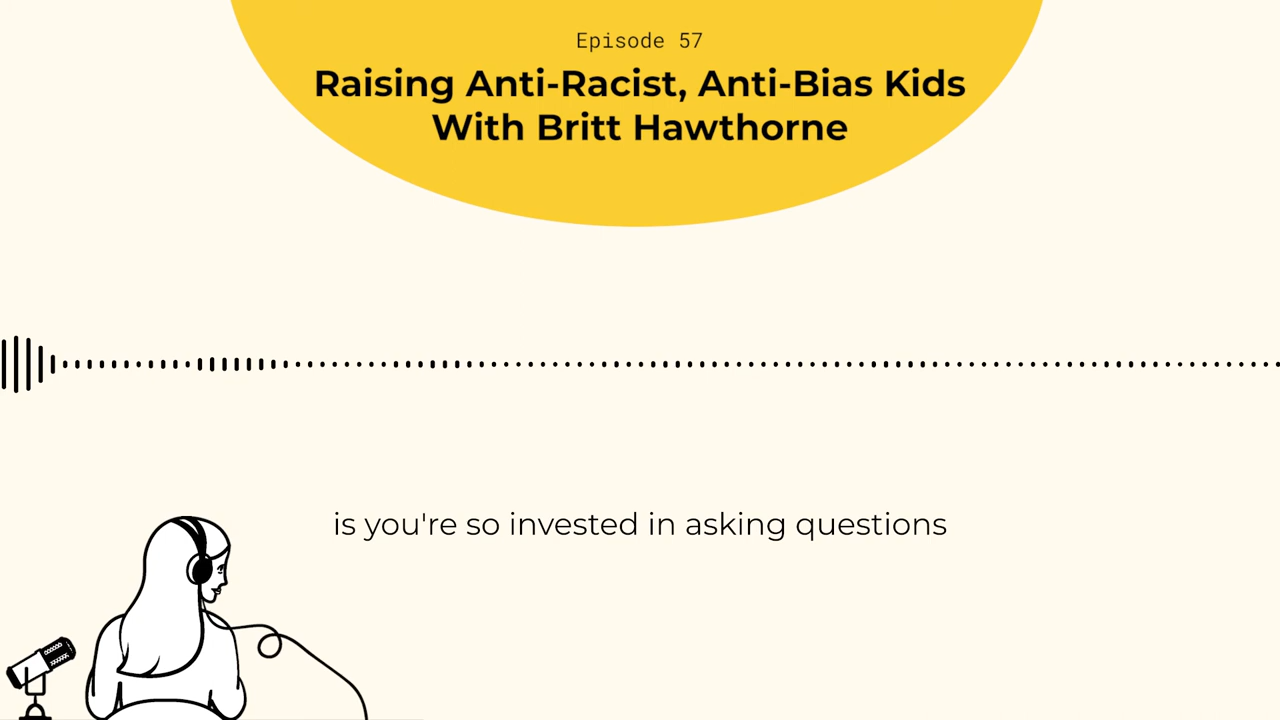 Episode 57
Raising Anti-Racist, Anti-Bias Kids
With Britt Hawthorne
is you're so invested in asking questions